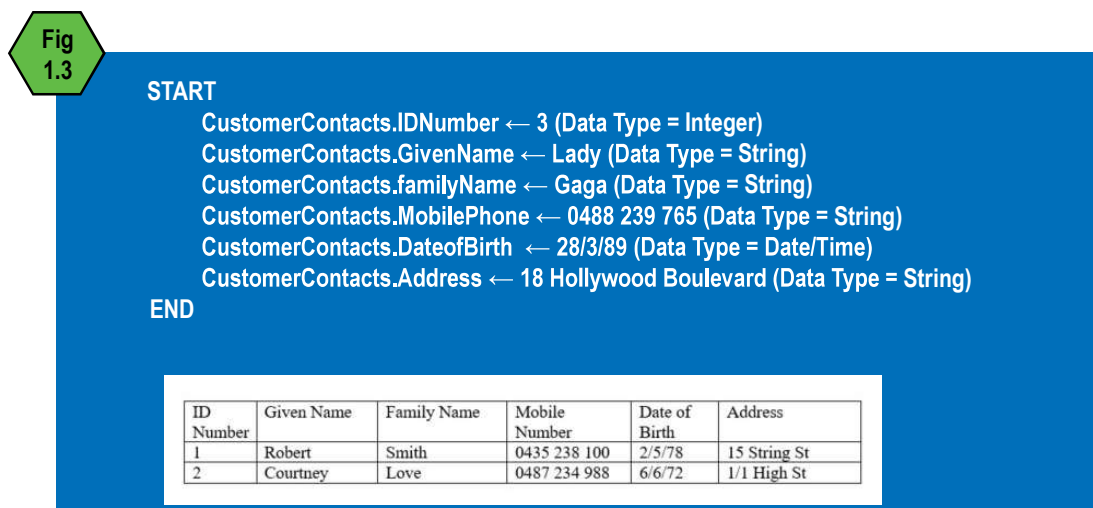 Fig
1.3
START
CustomerContacts.IDNumber ← 3 (Data Type = Integer)
CustomerContacts.GivenName ← Lady (Data Type = String)
CustomerContacts.familyName ← Gaga (Data Type = String)
CustomerContacts.MobilePhone ← 0488 239 765 (Data Type = String)
CustomerContacts.DateofBirth ← 28/3/89 (Data Type = Date/Time)
CustomerContacts.Address ← 18 Hollywood Boulevard (Data Type = String)
END
ID Number Given Name Family Name Mobile Number Date of Birth Address
1 Robert Smith 0435 238 100 2/5/78 15 String St
2 Courtney Love 0487 234 988 6/6/72 1/1 High St